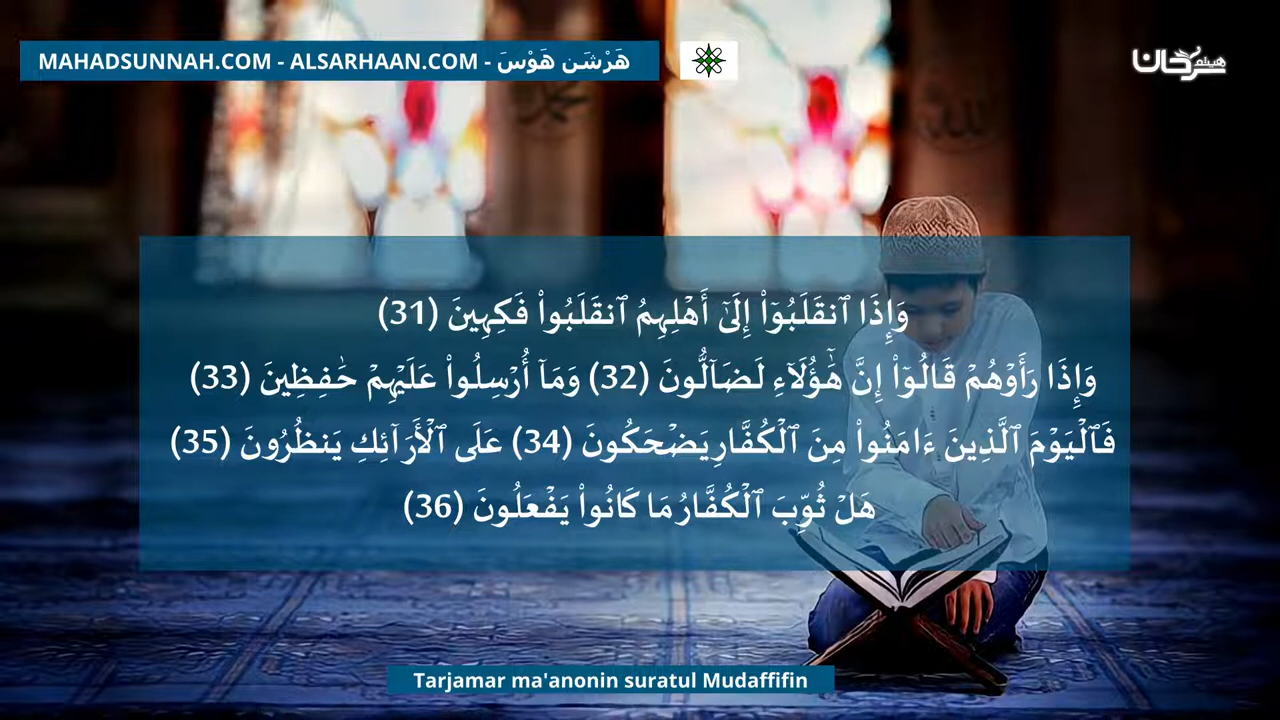 MAHADSUNNAH.COM - ALSARHAAN.COM - هَرْشَن هَوْسَ
هيثم سرحان
وَإِذَا ٱنقَلَبُوٓا۟ إِلَىٰٓ أَهْلِهِمُ ٱنقَلَبُوا۟ فَكِهِينَ (31)
وَإِذَا رَأَوْهُمْ قَالُوٓا۟ إِنَّ هَٰٓؤُلَآءِ لَضَآلُّونَ (32) وَمَآ أُرْسِلُوا۟ عَلَيْهِمْ حَٰفِظِينَ (33)
فَٱلْيَوْمَ ٱلَّذِينَ ءَامَنُوا۟ مِنَ ٱلْكُفَّارِ يَضْحَكُونَ (34) عَلَى ٱلْأَرَآئِكِ يَنظُرُونَ (35)
هَلْ ثُوِّبَ ٱلْكُفَّارُ مَا كَانُوا۟ يَفْعَلُونَ (36)
Tarjamar ma'anonin suratul Mudaffifin